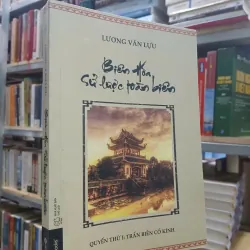 LƯƠNG VĂN LỰU
Biên Hòa
sử lược toàn biên
QUYỂN THỨ I: TRẤN BIÊN CỔ KÍNH